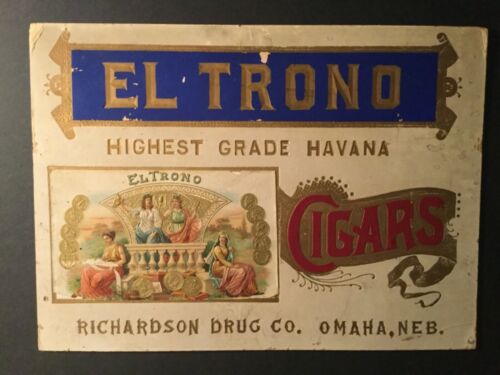 EL TRONO
HIGHEST GRADE HAVANA
EL TRONO
CIGARS
RICHARDSON DRUG CO. OMAHA, NEB.